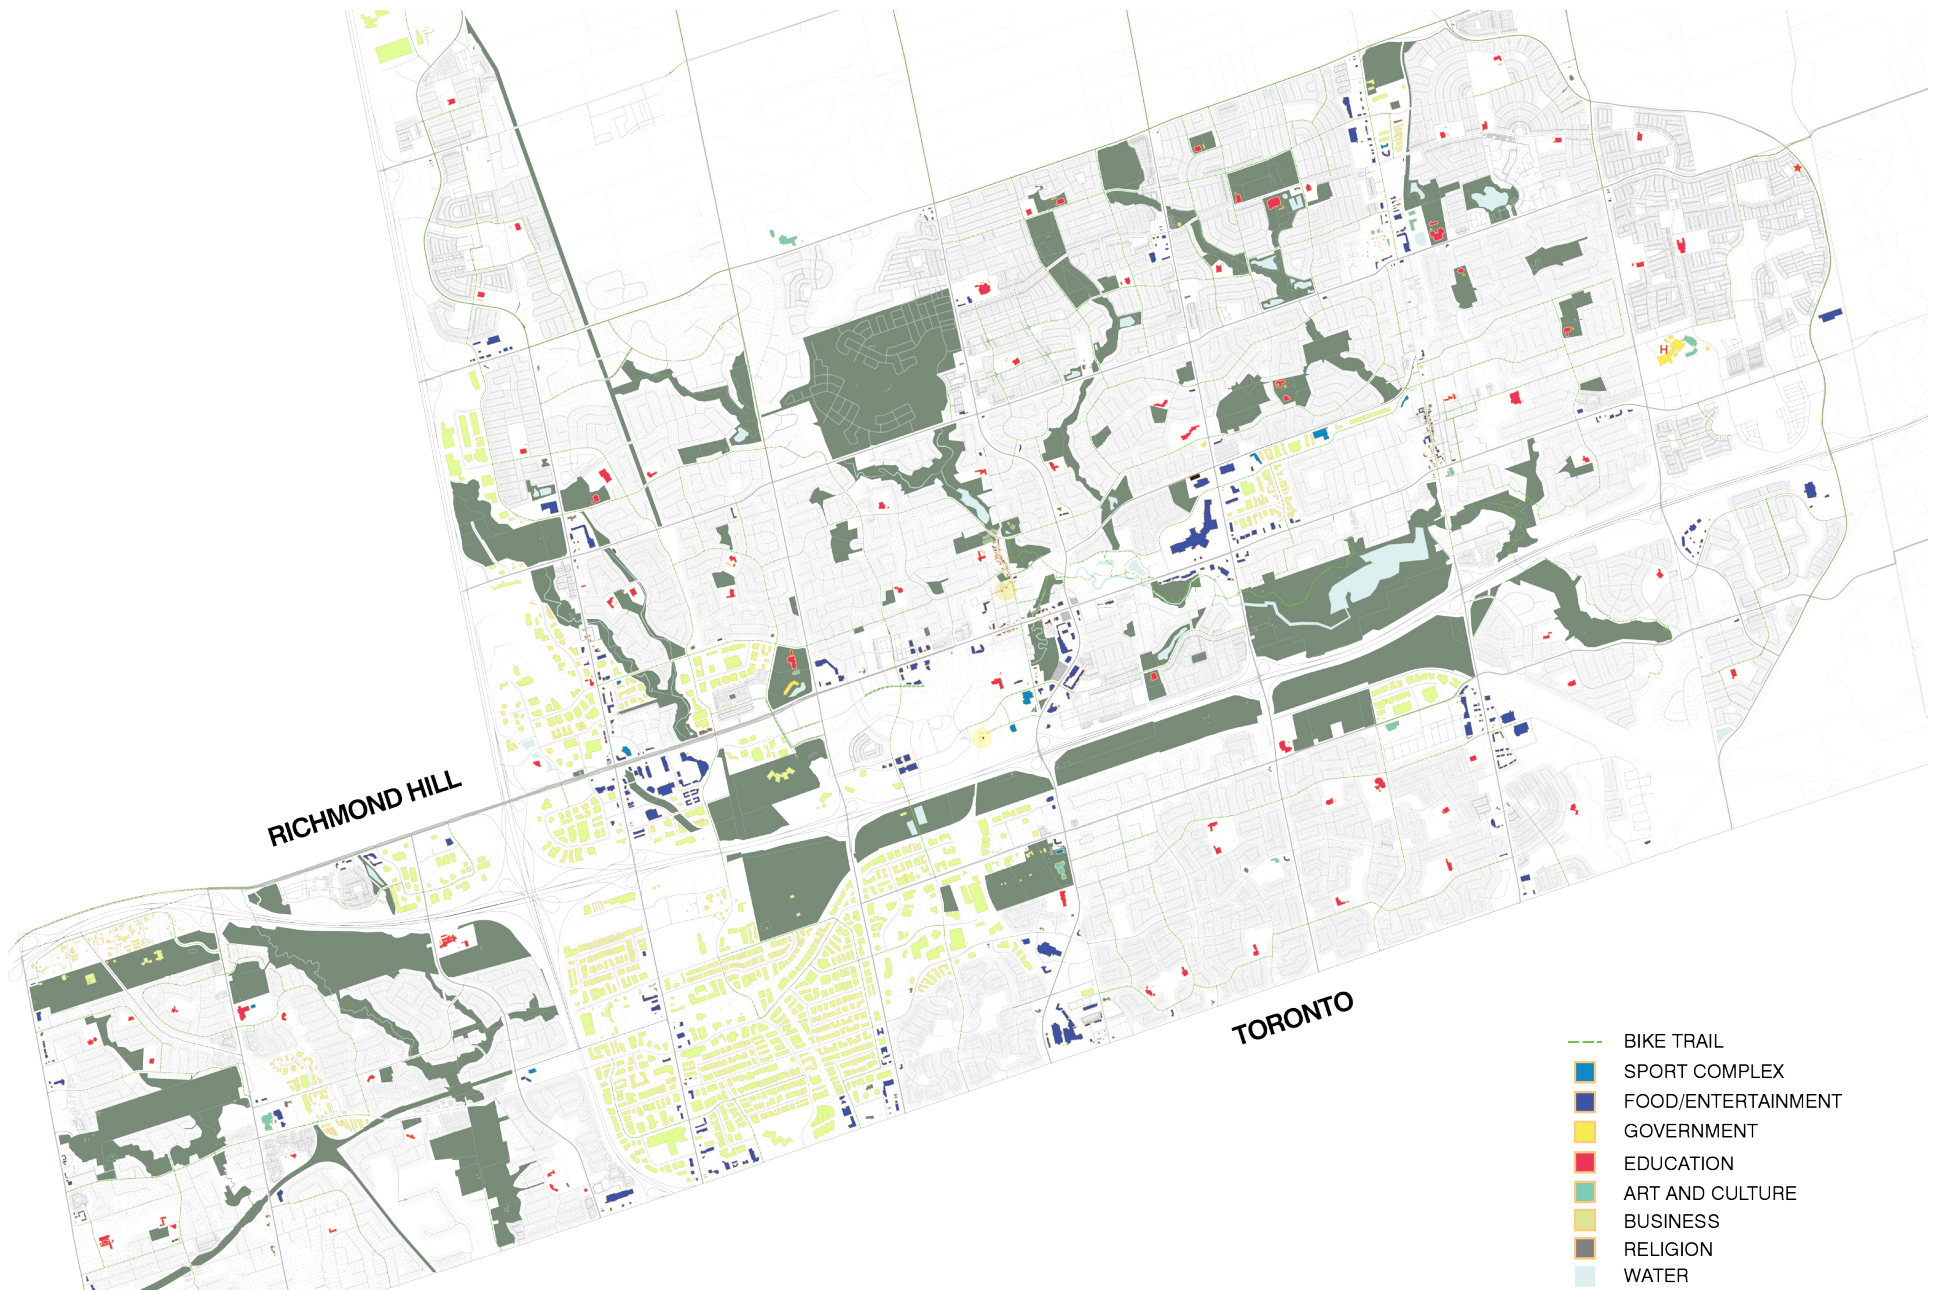 H
RICHMOND HILL
TORONTO
BIKE TRAIL
SPORT COMPLEX
FOOD/ENTERTAINMENT
GOVERNMENT
EDUCATION
ART AND CULTURE
BUSINESS
RELIGION
WATER